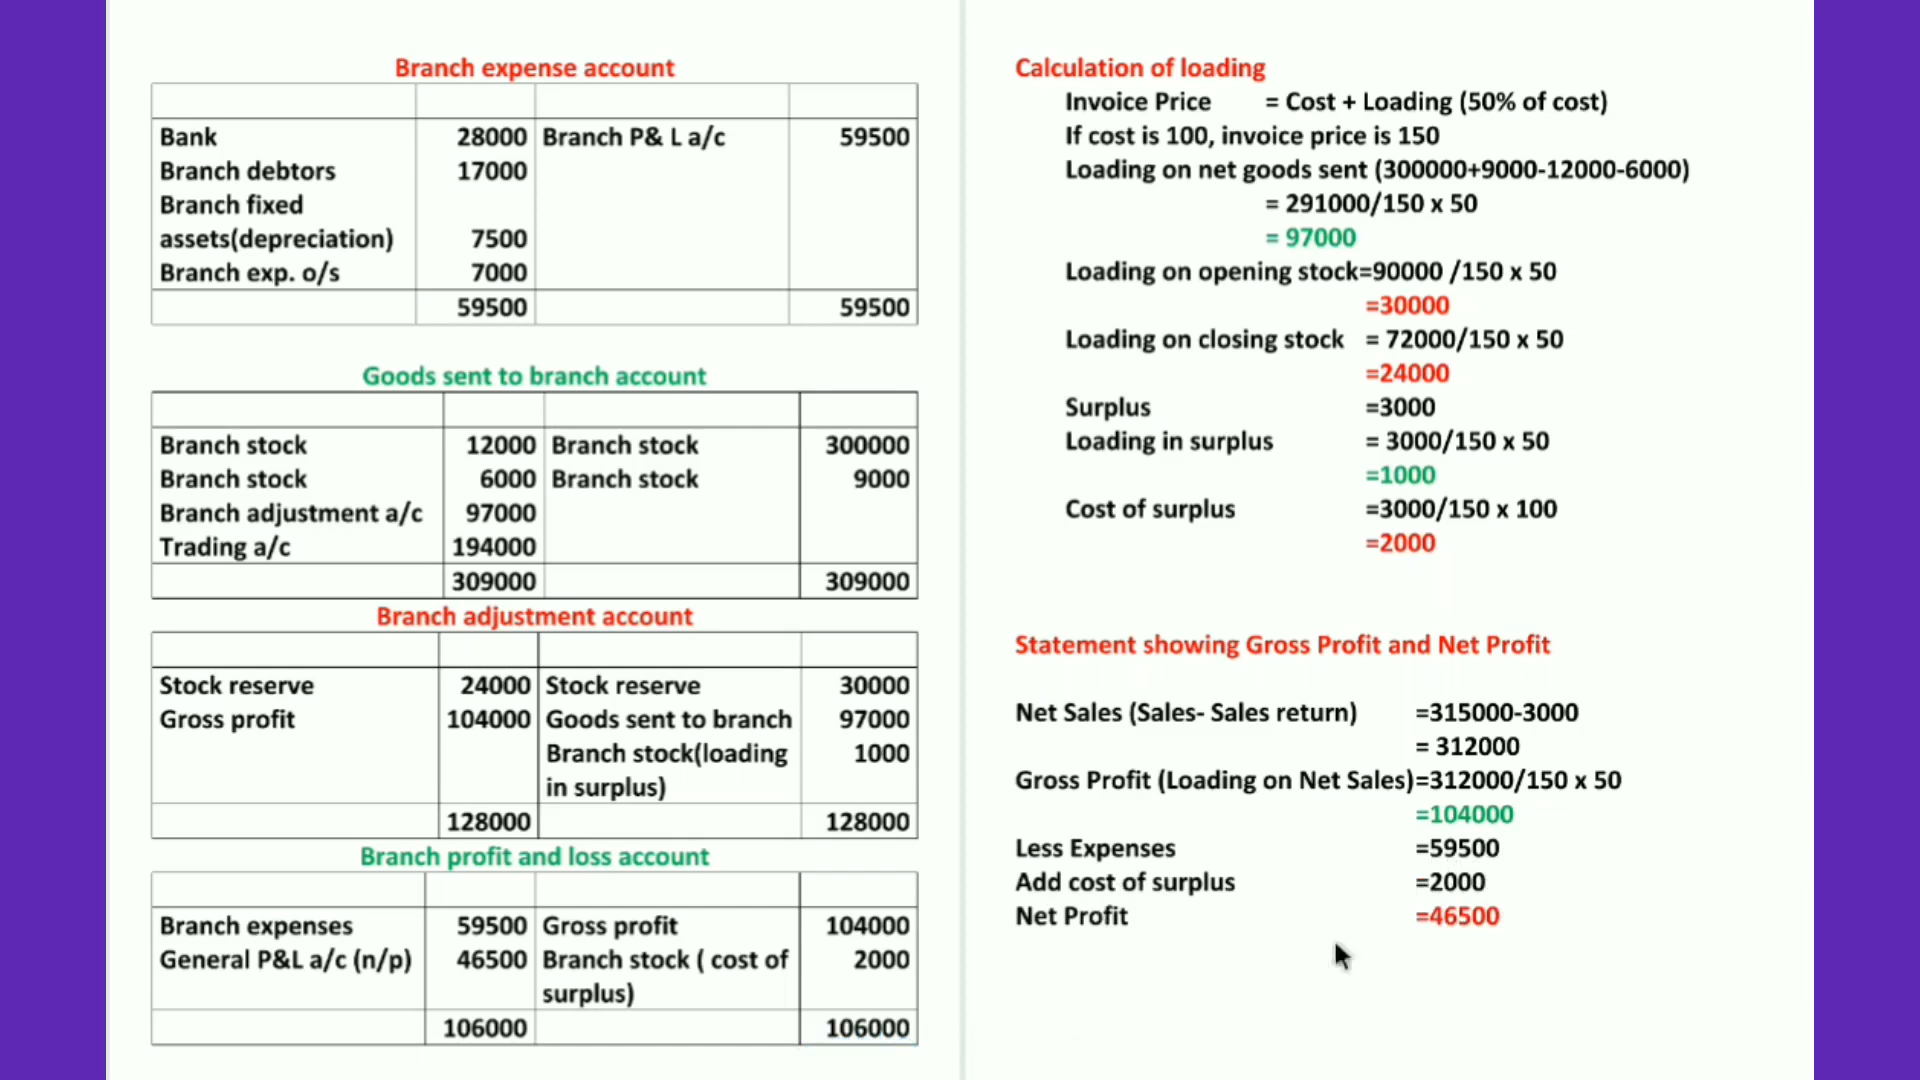 Branch expense account
Bank 28000 Branch P& L a/c 59500
Branch debtors 17000
Branch fixed
assets(depreciation) 7500
Branch exp. o/s 7000
59500 59500
Goods sent to branch account
Branch stock 12000 Branch stock 300000
Branch stock 6000 Branch stock 9000
Branch adjustment a/c 97000
Trading a/c 194000
309000 309000
Branch adjustment account
Stock reserve 24000 Stock reserve 30000
Gross profit 104000 Goods sent to branch 97000
Branch stock(loading 1000
in surplus)
128000 128000
Branch profit and loss account
Branch expenses 59500 Gross profit 104000
General P&L a/c (n/p) 46500 Branch stock ( cost of 2000
surplus)
106000 106000
Calculation of loading
Invoice Price = Cost + Loading (50% of cost)
If cost is 100, invoice price is 150
Loading on net goods sent (300000+9000-12000-6000)
= 291000/150 x 50
= 97000
Loading on opening stock=90000 /150 x 50
=30000
Loading on closing stock = 72000/150 x 50
=24000
Surplus =3000
Loading in surplus = 3000/150 x 50
=1000
Cost of surplus =3000/150 x 100
=2000
Statement showing Gross Profit and Net Profit
Net Sales (Sales- Sales return) =315000-3000
= 312000
Gross Profit (Loading on Net Sales)=312000/150 x 50
=104000
Less Expenses =59500
Add cost of surplus =2000
Net Profit =46500